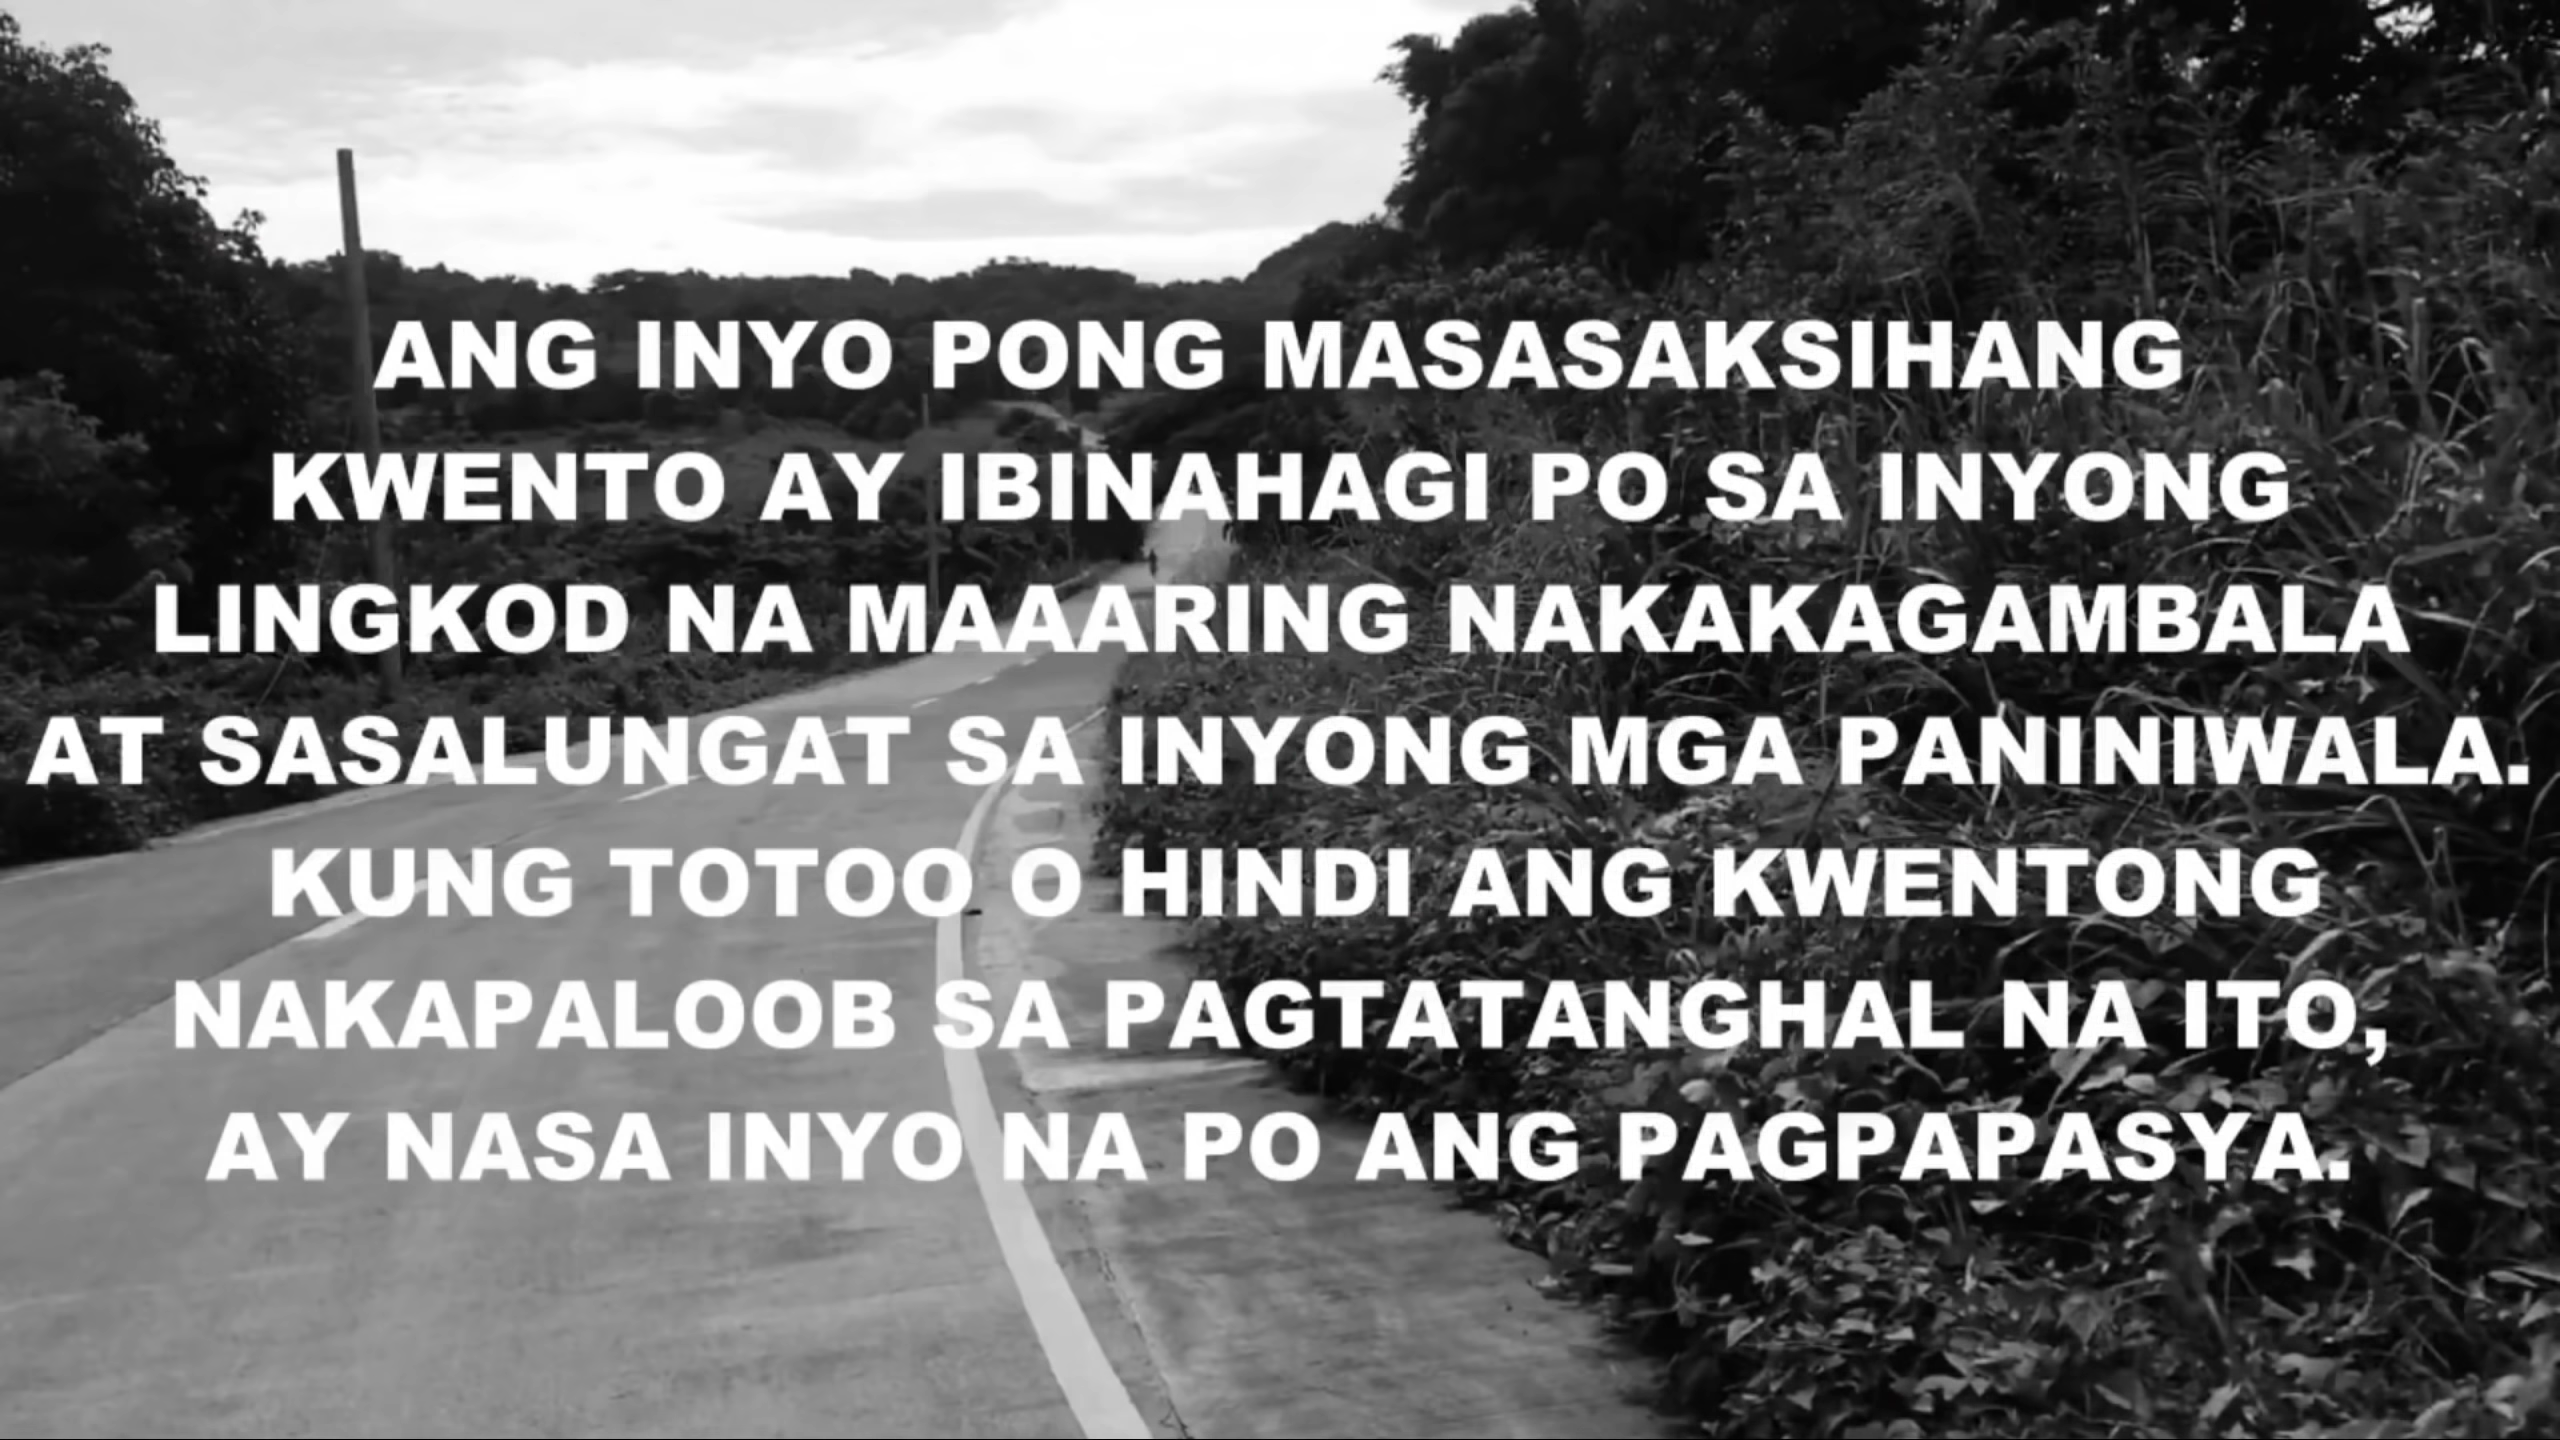 ANG INYO PONG MASASAKSIHANG
KWENTO AY IBINAHAGI PO SA INYONG
LINGKOD NA MAAARING NAKAKAGAMBALA
AT SASALUNGAT SA INYONG MGA PANINIWALA.
KUNG TOTOO O HINDI ANG KWENTONG
NAKAPALOOB SA PAGTATANGHAL NA ITO,
AY NASA INYO NA PO ANG PAGPAPASYA.